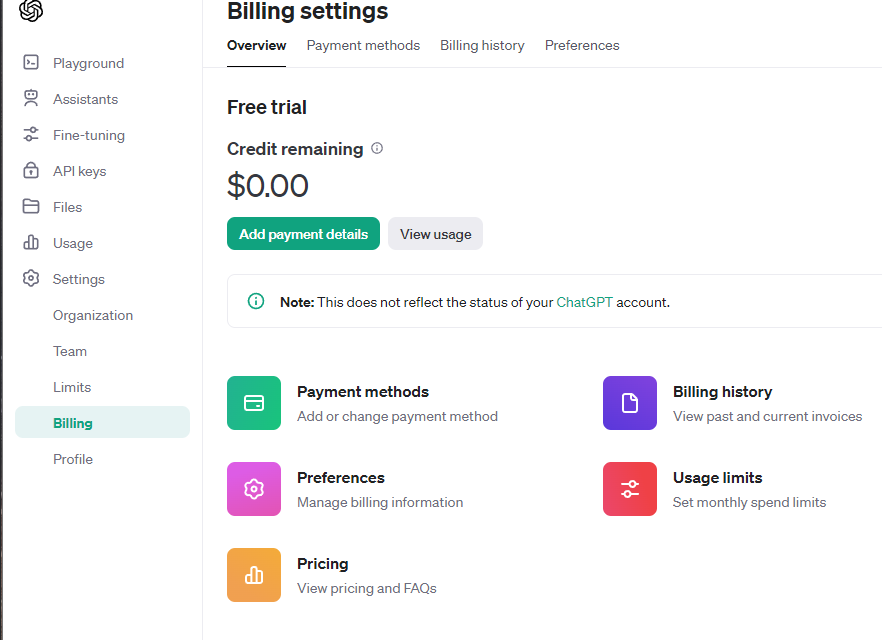 Billing settings
Overview Payment methods Billing history Preferences
Playground
Assistants
Fine-tuning
API keys
Files
Usage
Settings
Organization
Team
Limits
Billing
Profile
Free trial
Credit remaining
$0.00
Add payment details View usage
Note: This does not reflect the status of your ChatGPT account.
Payment methods
Add or change payment method
Billing history
View past and current invoices
Preferences
Manage billing information
Usage limits
Set monthly spend limits
Pricing
View pricing and FAQs